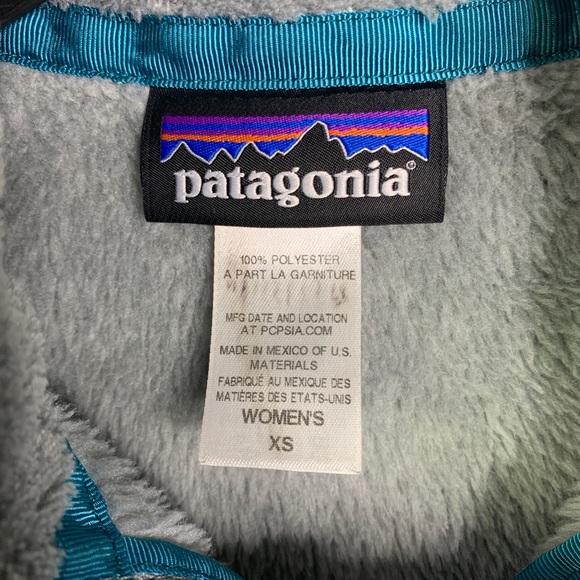 patagonia®
100% POLYESTER
A PART LA GARNITURE
MFG DATE AND LOCATION
AT PCPSIA.COM
MADE IN MEXICO OF U.S.
MATERIALS
FABRIQUÉ AU MEXIQUE DES
MATIÈRES DES ETATS-UNIS
WOMEN'S
XS